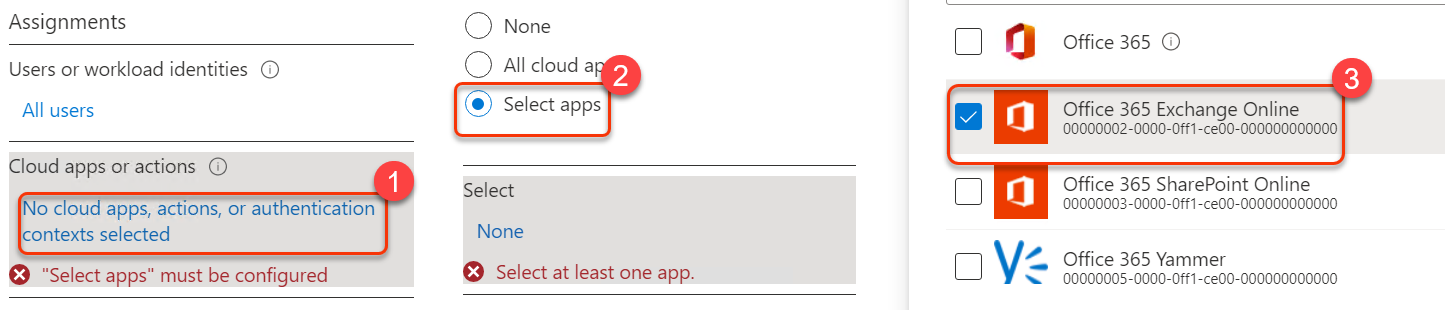 Assignments
Users or workload identities
All users
Cloud apps or actions
1
No cloud apps, actions, or authentication
contexts selected
"Select apps" must be configured
None
All cloud ap
2
Select apps
Select
None
Select at least one app.
Office 365
3
Office 365 Exchange Online
00000002-0000-0ff1-ce00-000000000000
Office 365 SharePoint Online
00000003-0000-0ff1-ce00-000000000000
Office 365 Yammer
00000005-0000-0ff1-ce00-000000000000